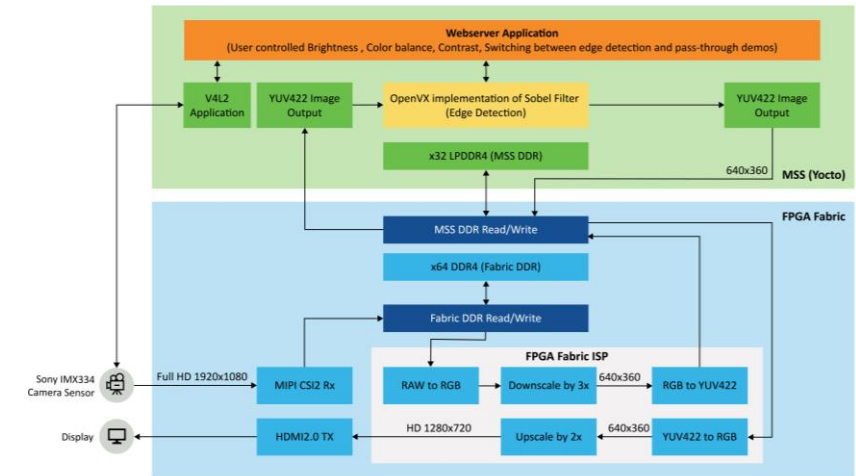 Webserver Application
(User controlled Brightness , Color balance, Contrast, Switching between edge detection and pass-through demos)
V4L2
Application
YUV422 Image
Output
OpenVX implementation of Sobel Filter
(Edge Detection)
YUV422 Image
Output
x32 LPDDR4 (MSS DDR)
640x360
MSS (Yocto)
FPGA Fabric
MSS DDR Read/Write
x64 DDR4 (Fabric DDR)
Fabric DDR Read/Write
FPGA Fabric ISP
Sony IMX334
Camera Sensor
Full HD 1920x1080
MIPI CSI2 Rx
RAW to RGB
Downscale by 3x
640x360
RGB to YUV422
Display
HDMI2.0 TX
HD 1280x720
Upscale by 2x
640x360
YUV422 to RGB